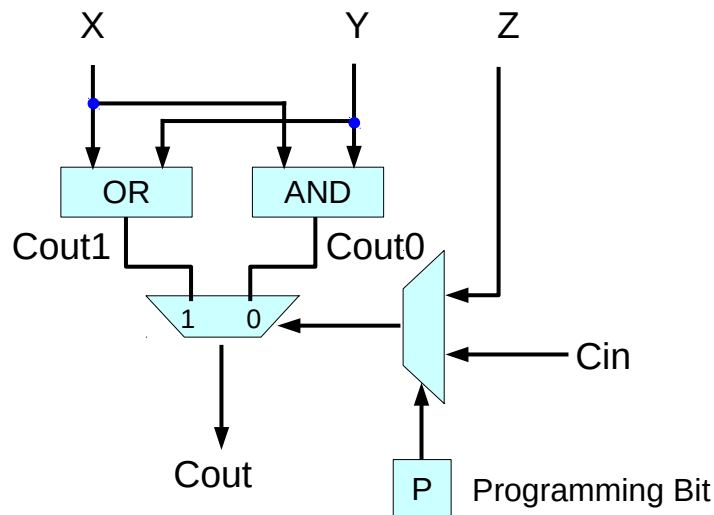 X Y Z
OR AND
Cout1 Cout0
1 0
Cin
Cout
P Programming Bit